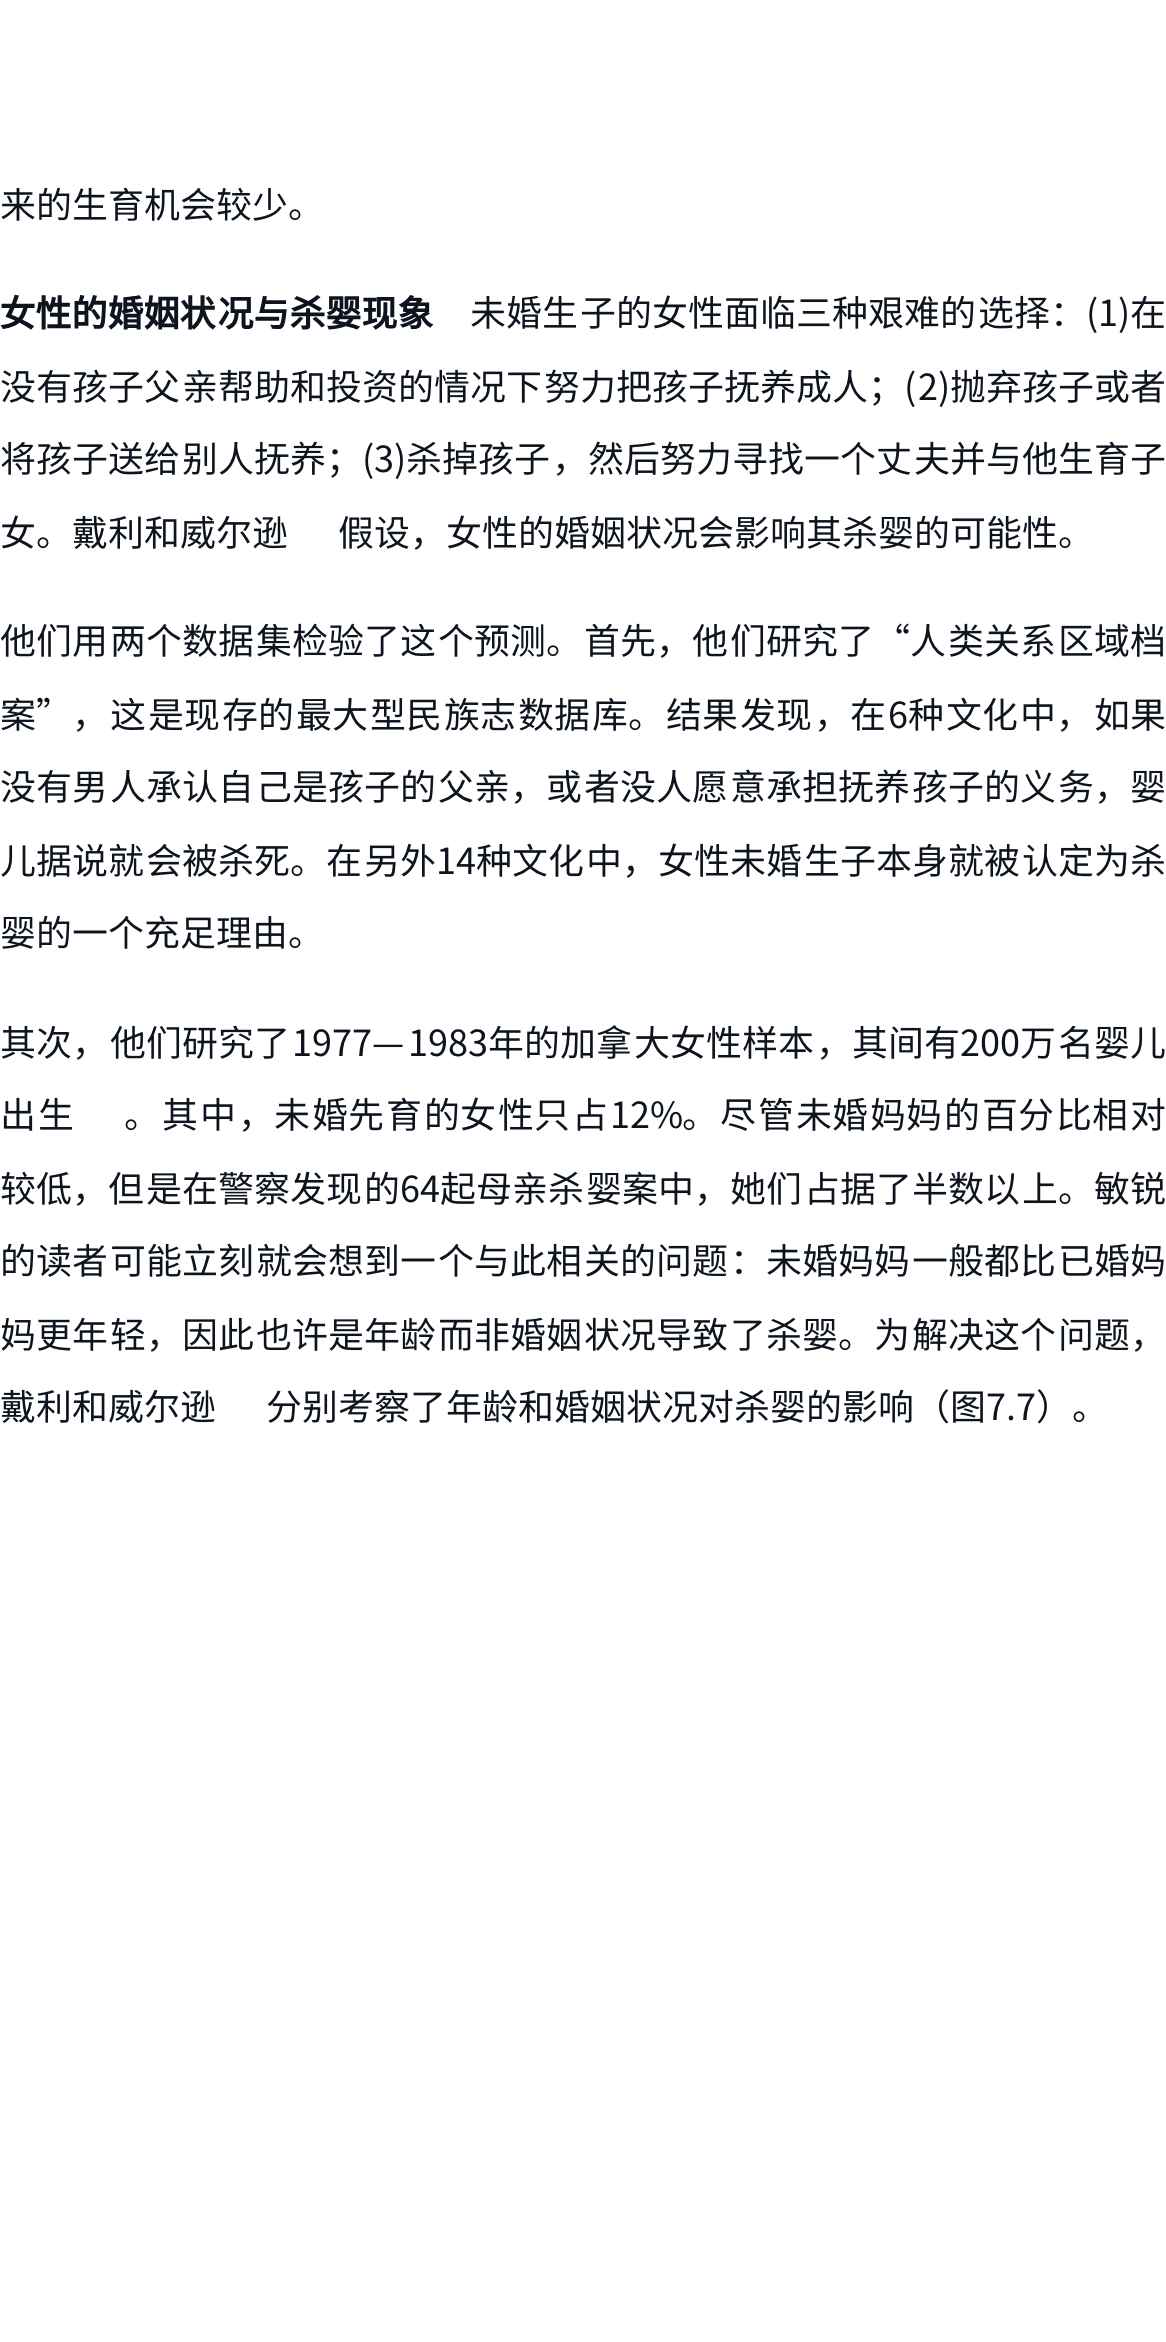 来的生育机会较少。
女性的婚姻状况与杀婴现象　未婚生子的女性面临三种艰难的选择：(1)在
没有孩子父亲帮助和投资的情况下努力把孩子抚养成人；(2)抛弃孩子或者
将孩子送给别人抚养；(3)杀掉孩子，然后努力寻找一个丈夫并与他生育子
女。戴利和威尔逊　假设，女性的婚姻状况会影响其杀婴的可能性。
他们用两个数据集检验了这个预测。首先，他们研究了“人类关系区域档
案”，这是现存的最大型民族志数据库。结果发现，在6种文化中，如果
没有男人承认自己是孩子的父亲，或者没人愿意承担抚养孩子的义务，婴
儿据说就会被杀死。在另外14种文化中，女性未婚生子本身就被认定为杀
婴的一个充足理由。
其次，他们研究了1977—1983年的加拿大女性样本，其间有200万名婴儿
出生　。其中，未婚先育的女性只占12%。尽管未婚妈妈的百分比相对
较低，但是在警察发现的64起母亲杀婴案中，她们占据了半数以上。敏锐
的读者可能立刻就会想到一个与此相关的问题：未婚妈妈一般都比已婚妈
妈更年轻，因此也许是年龄而非婚姻状况导致了杀婴。为解决这个问题，
戴利和威尔逊　分别考察了年龄和婚姻状况对杀婴的影响（图7.7）。